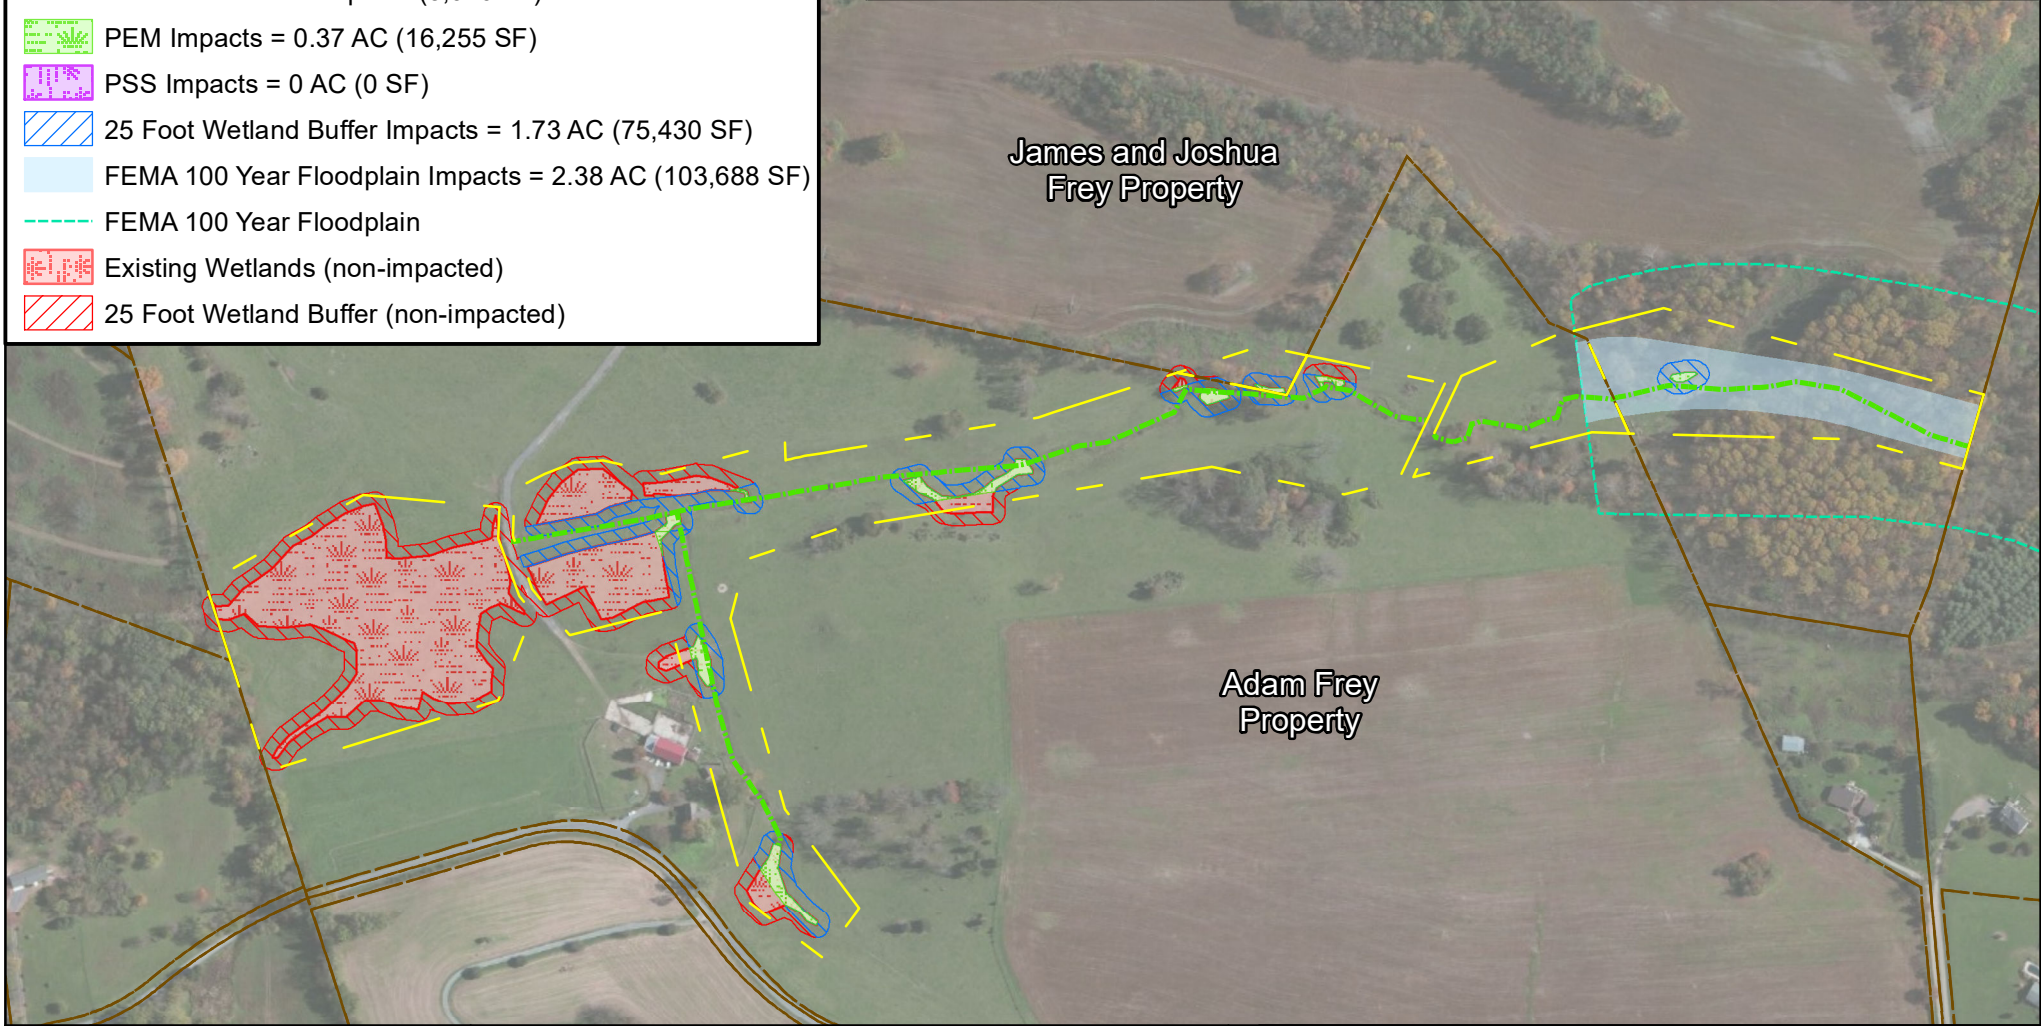 PEM Impacts = 0.37 AC (16,255 SF)
PSS Impacts = 0 AC (0 SF)
25 Foot Wetland Buffer Impacts = 1.73 AC (75,430 SF)
FEMA 100 Year Floodplain Impacts = 2.38 AC (103,688 SF)
FEMA 100 Year Floodplain
Existing Wetlands (non-impacted)
25 Foot Wetland Buffer (non-impacted)
James and Joshua
Frey Property
Adam Frey
Property